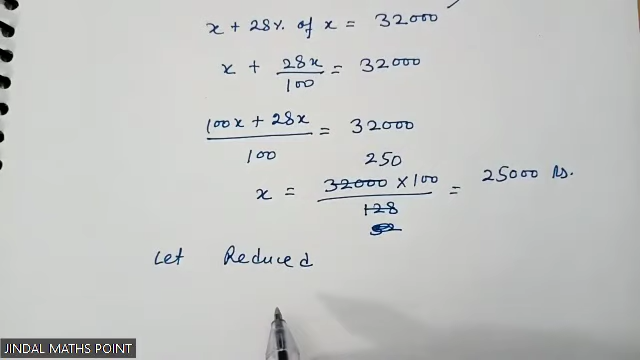 x + 28% of x = 32000
x + 28x/100 = 32000
100x + 28x/100 = 32000
250
x = 32000 × 100/128 = 25000 Rs.
Let Reduced
JINDAL MATHS POINT